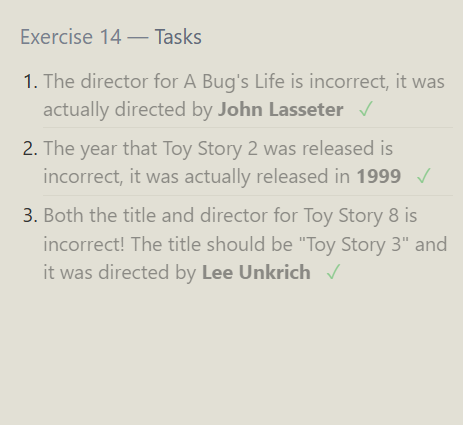 Exercise 14 — Tasks
1. The director for A Bug's Life is incorrect, it was
actually directed by John Lasseter ✓
2. The year that Toy Story 2 was released is
incorrect, it was actually released in 1999 ✓
3. Both the title and director for Toy Story 8 is
incorrect! The title should be "Toy Story 3" and
it was directed by Lee Unkrich ✓